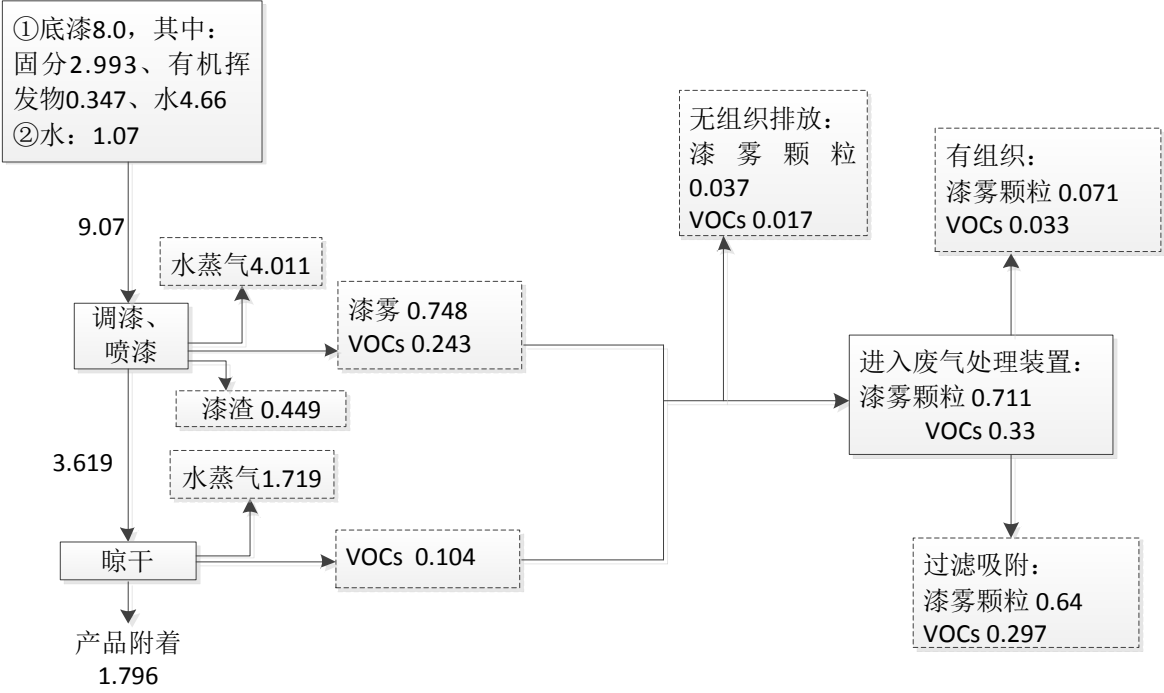 ①底漆8.0，其中：
固分2.993、有机挥
发物0.347、水4.66
②水：1.07
9.07
调漆、
喷漆
水蒸气4.011
漆雾 0.748
VOCs 0.243
漆渣 0.449
3.619
水蒸气1.719
晾干
VOCs 0.104
产品附着
1.796
无组织排放：
漆雾颗粒
0.037
VOCs 0.017
有组织：
漆雾颗粒 0.071
VOCs 0.033
进入废气处理装置：
漆雾颗粒 0.711
VOCs 0.33
过滤吸附：
漆雾颗粒 0.64
VOCs 0.297